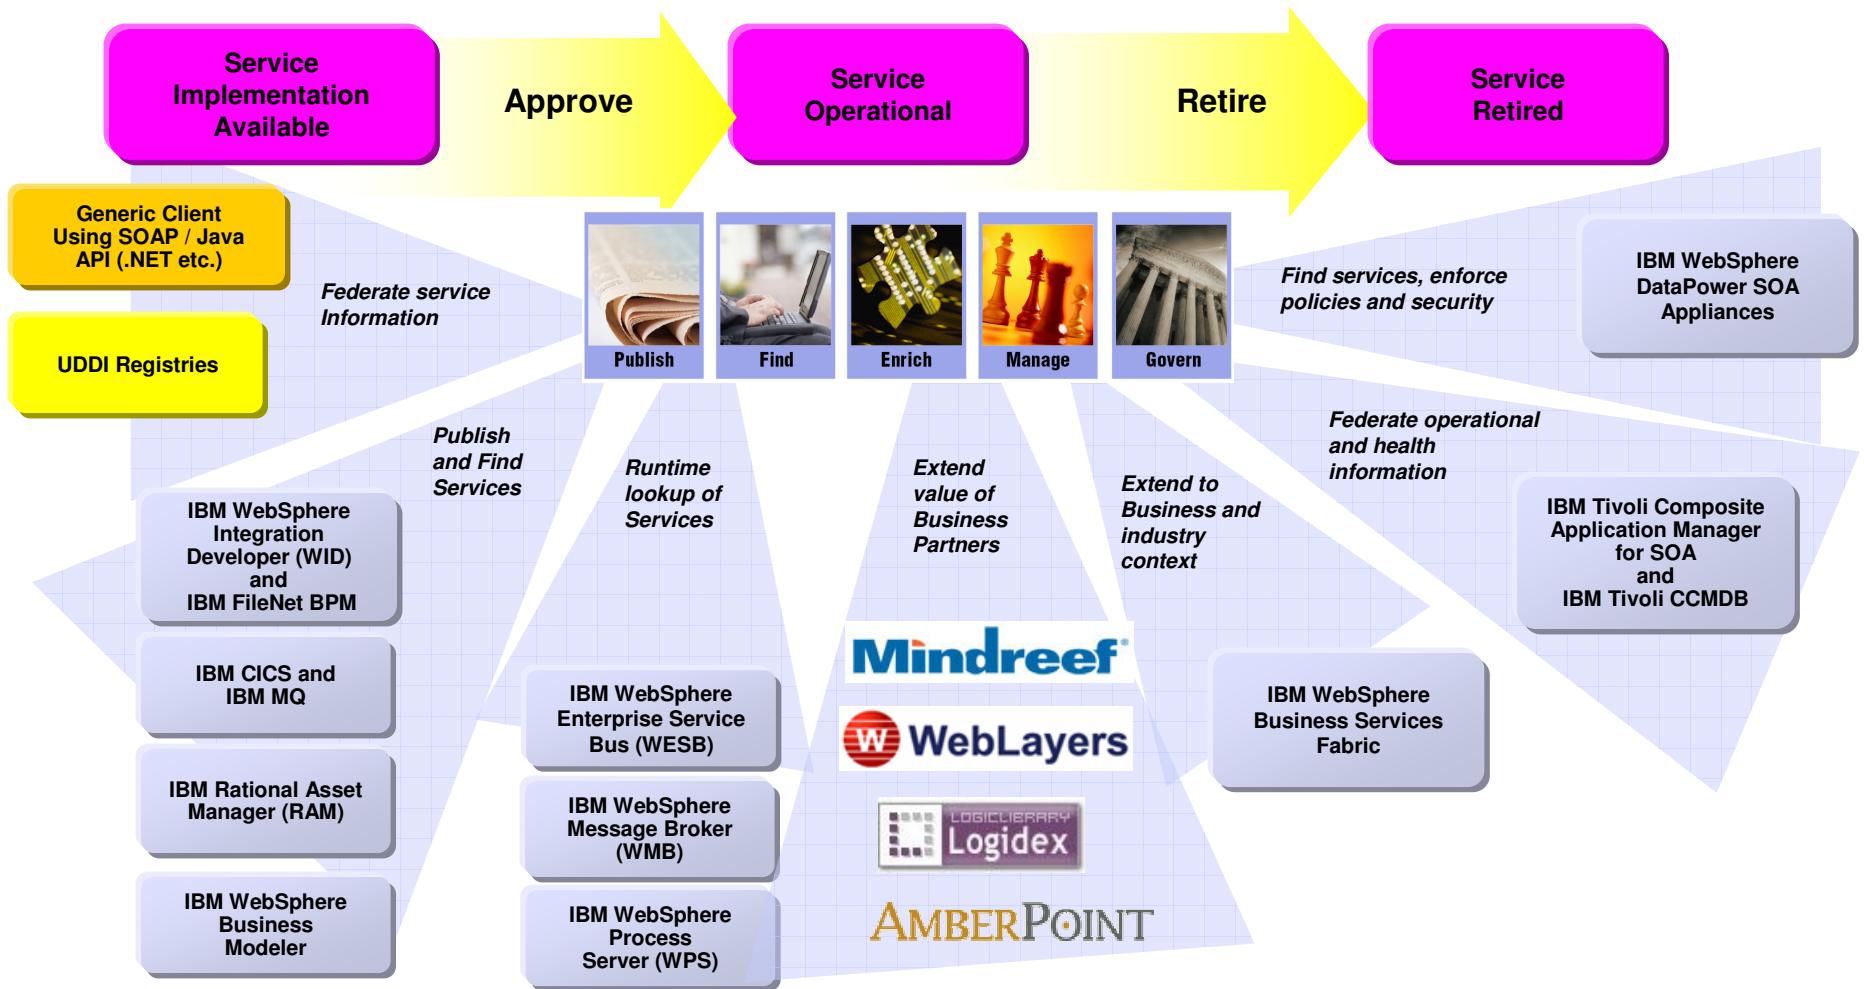 Service
Implementation
Available
Approve
Service
Operational
Retire
Service
Retired
Generic Client
Using SOAP / Java
API (.NET etc.)
UDDI Registries
Federate service
Information
Publish
Find
Enrich
Manage
Govern
Find services, enforce
policies and security
IBM WebSphere
DataPower SOA
Appliances
Publish
and Find
Services
Runtime
lookup of
Services
Extend
value of
Business
Partners
Extend to
Business and
industry
context
Federate operational
and health
information
IBM WebSphere
Integration
Developer (WID)
and
IBM FileNet BPM
IBM CICS and
IBM MQ
IBM Rational Asset
Manager (RAM)
IBM WebSphere
Business
Modeler
IBM WebSphere
Enterprise Service
Bus (WESB)
IBM WebSphere
Message Broker
(WMB)
IBM WebSphere
Process
Server (WPS)
Mindreef®
W WebLayers
LOGICLIBRARY
Logidex
AMBERPOINT
IBM WebSphere
Business Services
Fabric
IBM Tivoli Composite
Application Manager
for SOA
and
IBM Tivoli CCMDB